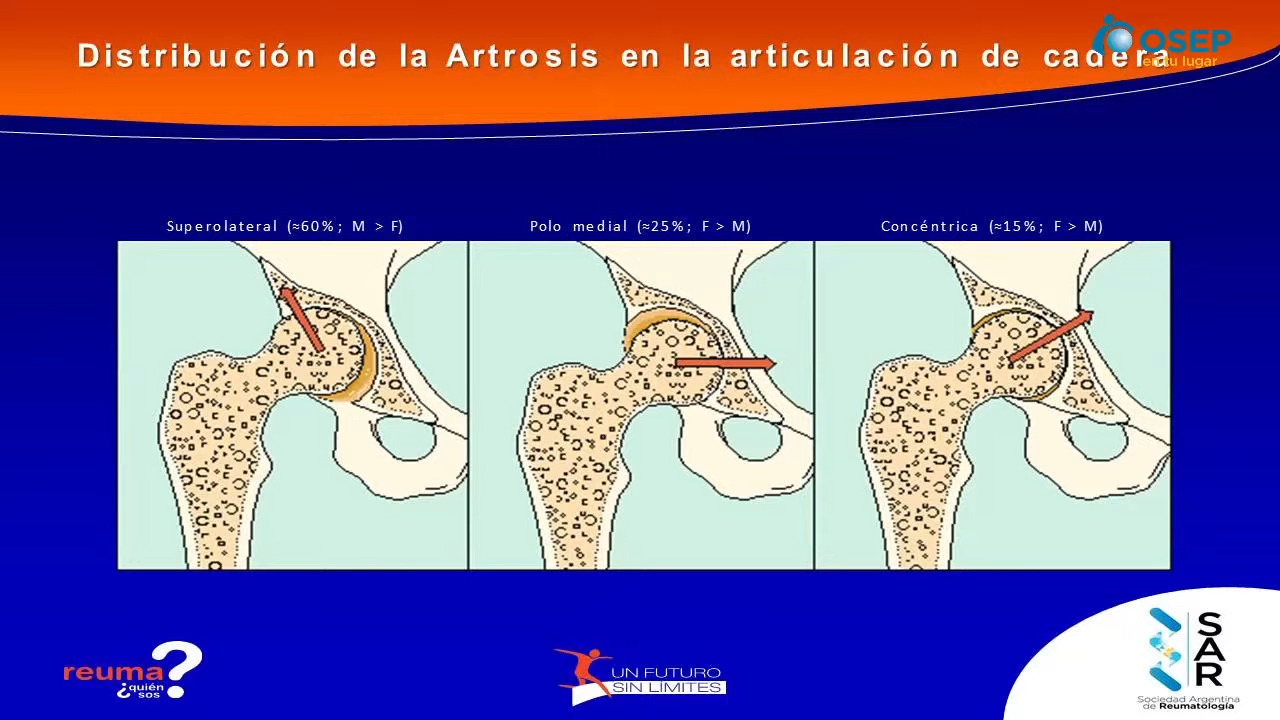 Distribución de la Artrosis en la articulación de cadera
OSEP
en tu lugar
Superolateral (≈60%; M > F)
Polo medial (≈25%; F > M)
Concéntrica (≈15%; F > M)
reuma?
¿quién
sos
UN FUTURO
SIN LÍMITES
SAR
Sociedad Argentina
de Reumatología